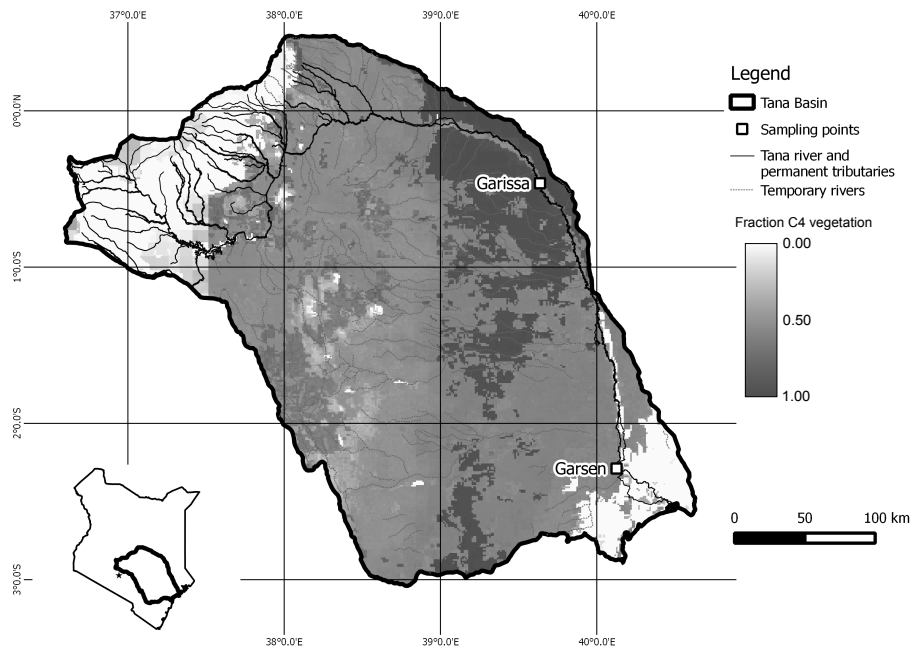 37°0.0'E 38°0.0'E 39°0.0'E 40°0.0'E
Legend
Tana Basin
Sampling points
Tana river and
permanent tributaries
Temporary rivers
Fraction C4 vegetation
0.00
0.50
1.00
0°0.0'N
1°0.0'S
2°0.0'S
3°0.0'S
Garissa
Garsen
0 50 100 km
38°0.0'E 39°0.0'E 40°0.0'E